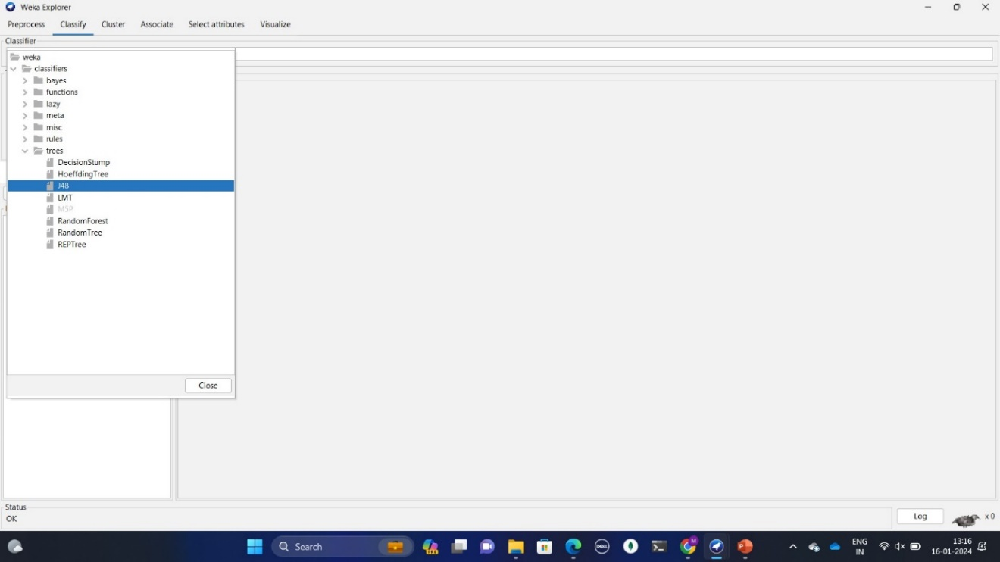 Weka Explorer
Preprocess Classify Cluster Associate Select attributes Visualize
Classifier
weka
classifiers
bayes
functions
lazy
meta
misc
rules
trees
DecisionStump
HoeffdingTree
J48
LMT
M5P
RandomForest
RandomTree
REPTree
Close
Status
OK
Log
x 0
Search
PRE
DELL
M
P
ENG
IN
13:16
16-01-2024